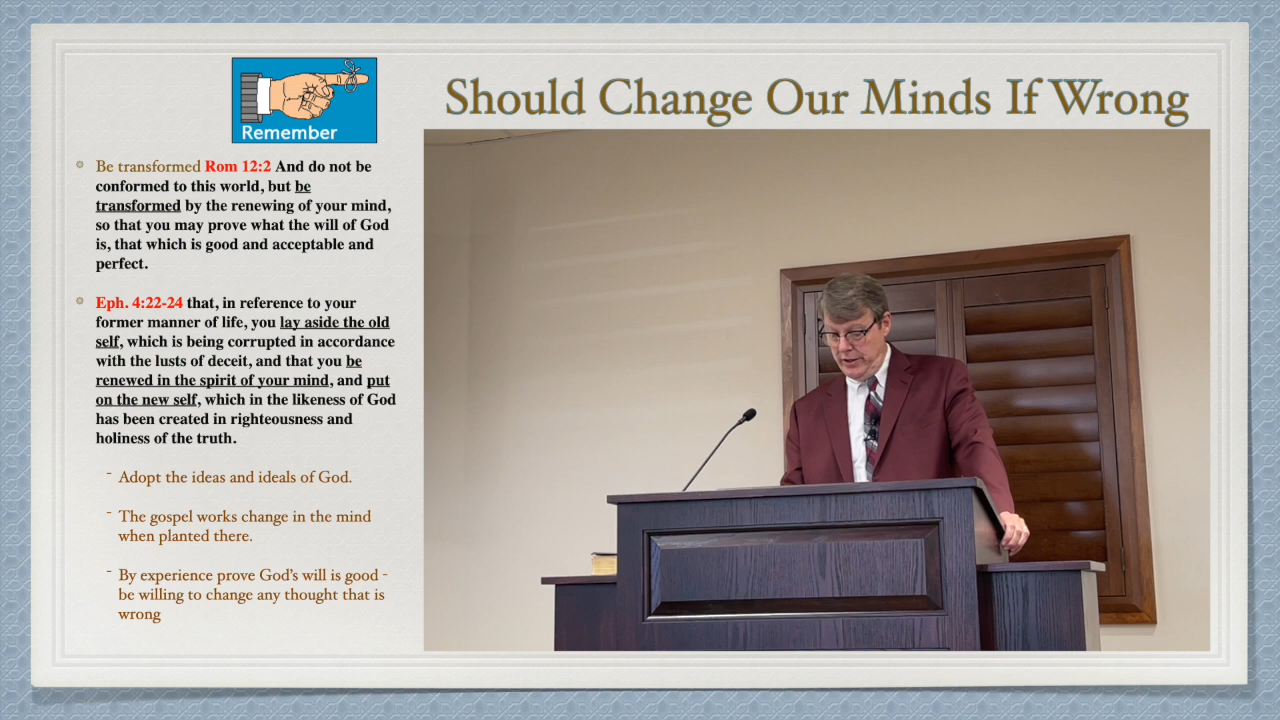 Remember
Should Change Our Minds If Wrong
Be transformed Rom 12:2 And do not be
conformed to this world, but be
transformed by the renewing of your mind,
so that you may prove what the will of God
is, that which is good and acceptable and
perfect.
Eph. 4:22-24 that, in reference to your
former manner of life, you lay aside the old
self, which is being corrupted in accordance
with the lusts of deceit, and that you be
renewed in the spirit of your mind, and put
on the new self, which in the likeness of God
has been created in righteousness and
holiness of the truth.
- Adopt the ideas and ideals of God.
- The gospel works change in the mind
when planted there.
- By experience prove God’s will is good -
be willing to change any thought that is
wrong